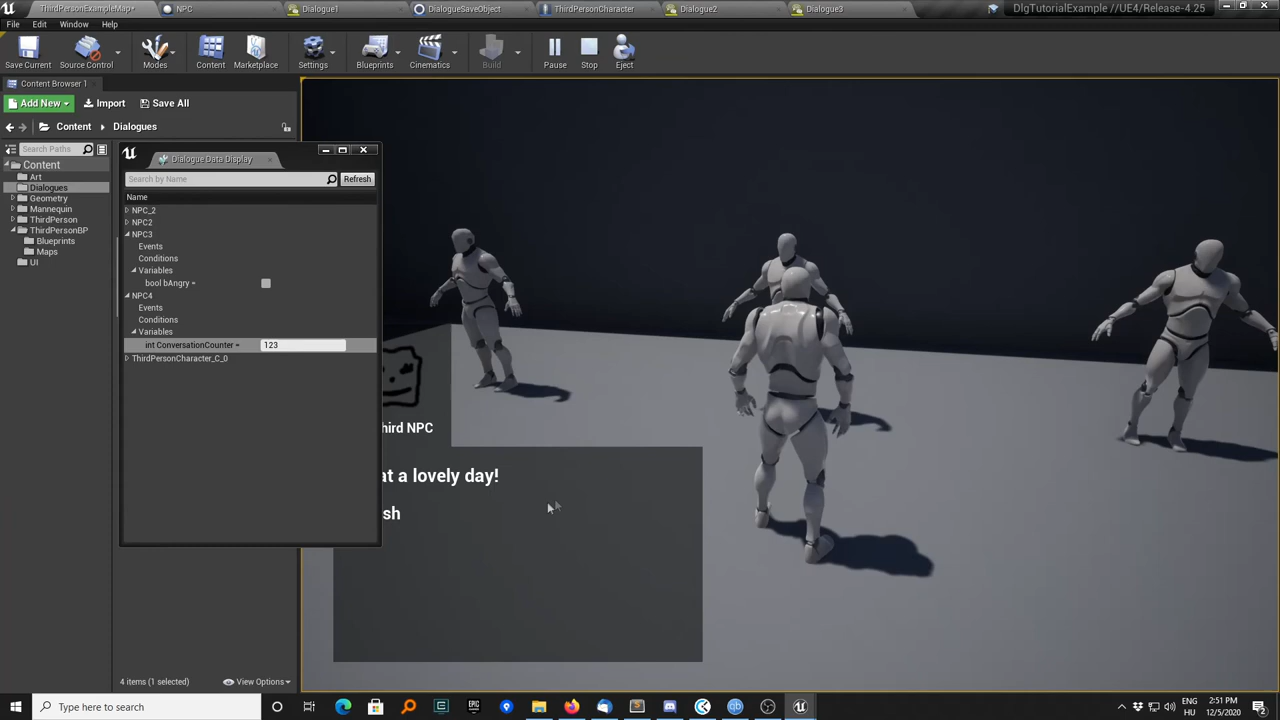 ThirdPersonExampleMap*
NPC
Dialogue1
DialogueSaveObject
ThirdPersonCharacter
Dialogue2
Dialogue3
DlgTutorialExample //UE4/Release-4.25
File Edit Window Help
Save Current
Source Control
Modes
Content
Marketplace
Settings
Blueprints
Cinematics
Build
Pause
Stop
Eject
Content Browser 1
Add New
Import
Save All
Content
Dialogues
Search Paths
Content
Art
Dialogues
Geometry
Mannequin
ThirdPerson
ThirdPersonBP
Blueprints
Maps
UI
Dialogue Data Display
Search by Name
Refresh
Name
NPC_2
NPC2
NPC3
Events
Conditions
Variables
bool bAngry =
NPC4
Events
Conditions
Variables
int ConversationCounter = 123
ThirdPersonCharacter_C_0
hird NPC
at a lovely day!
sh
4 items (1 selected)
View Options
Type here to search
EPIC
qb
ENG
HU
2:51 PM
12/5/2020